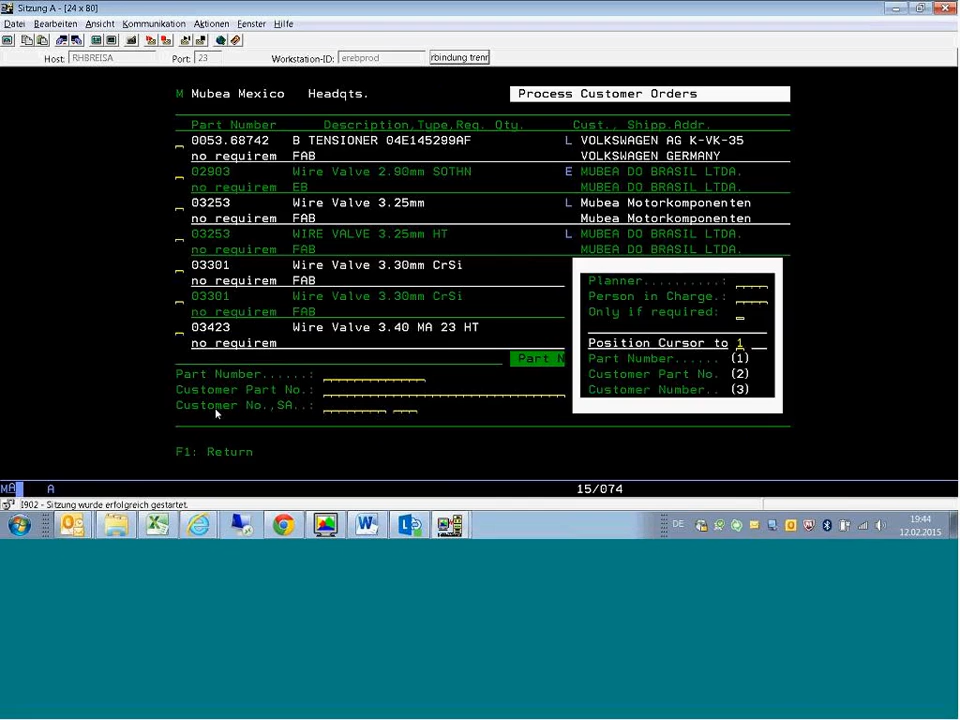 Sitzung A - [24 x 80]
Datei Bearbeiten Ansicht Kommunikation Aktionen Fenster Hilfe
Host: RHBREISA Port: 23 Workstation-ID: erebprod rbindung trenr
M Mubea Mexico Headqts. Process Customer Orders
Part Number Description,Type,Req. Qty. Cust., Shipp.Addr.
0053.68742 B TENSIONER 04E145299AF L VOLKSWAGEN AG K-VK-35
no requirem FAB VOLKSWAGEN GERMANY
02903 Wire Valve 2.90mm SOTHN E MUBEA DO BRASIL LTDA.
no requirem EB MUBEA DO BRASIL LTDA.
03253 Wire Valve 3.25mm L Mubea Motorkomponenten
no requirem FAB Mubea Motorkomponenten
03253 WIRE VALVE 3.25mm HT L MUBEA DO BRASIL LTDA.
no requirem FAB MUBEA DO BRASIL LTDA.
03301 Wire Valve 3.30mm CrSi
no requirem FAB
03301 Wire Valve 3.30mm CrSi
no requirem FAB
03423 Wire Valve 3.40 MA 23 HT
no requirem
Planner..........:
Person in Charge.:
Only if required:
Position Cursor to 1
Part Number...... (1)
Customer Part No. (2)
Customer Number.. (3)
Part N
Part Number......:
Customer Part No.:
Customer No.,SA..:
F1: Return
MA A 15/074
I902 - Sitzung wurde erfolgreich gestartet.
DE 19:44
12.02.2015